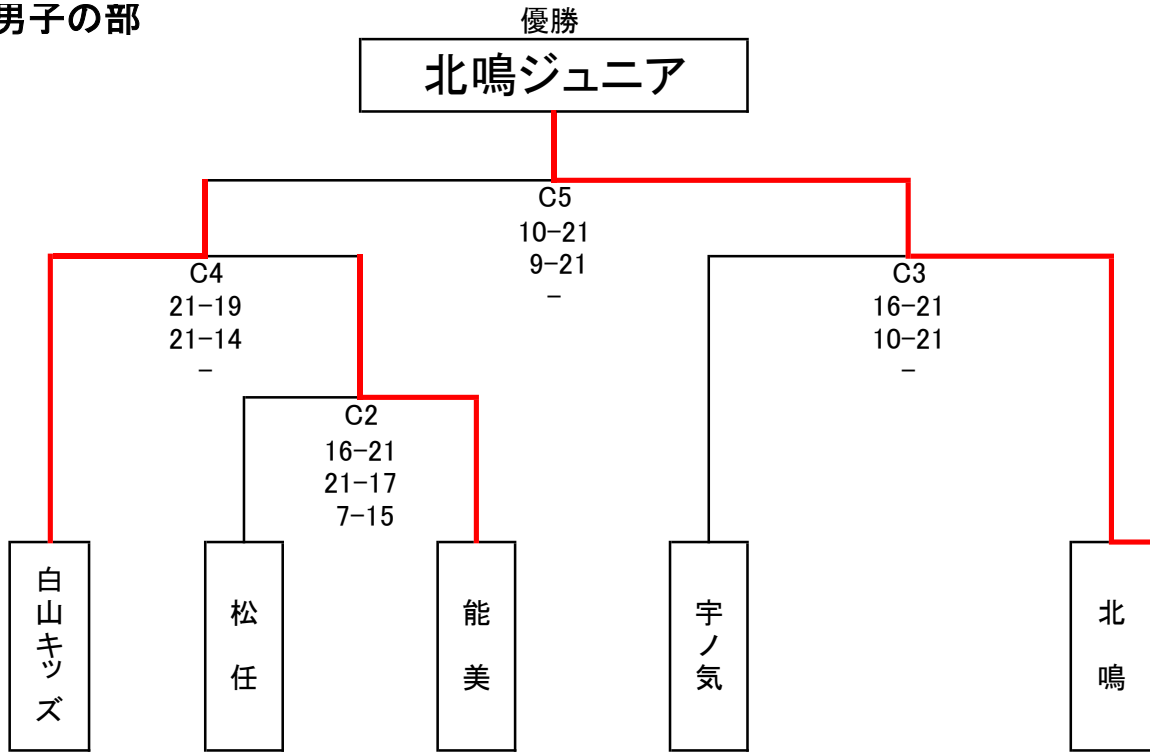 男子の部
優勝
北鳴ジュニア
C5
10-21
9-21
-
C4
21-19
21-14
-
C3
16-21
10-21
-
C2
16-21
21-17
7-15
白山キッズ
松任
能美
宇ノ気
北鳴